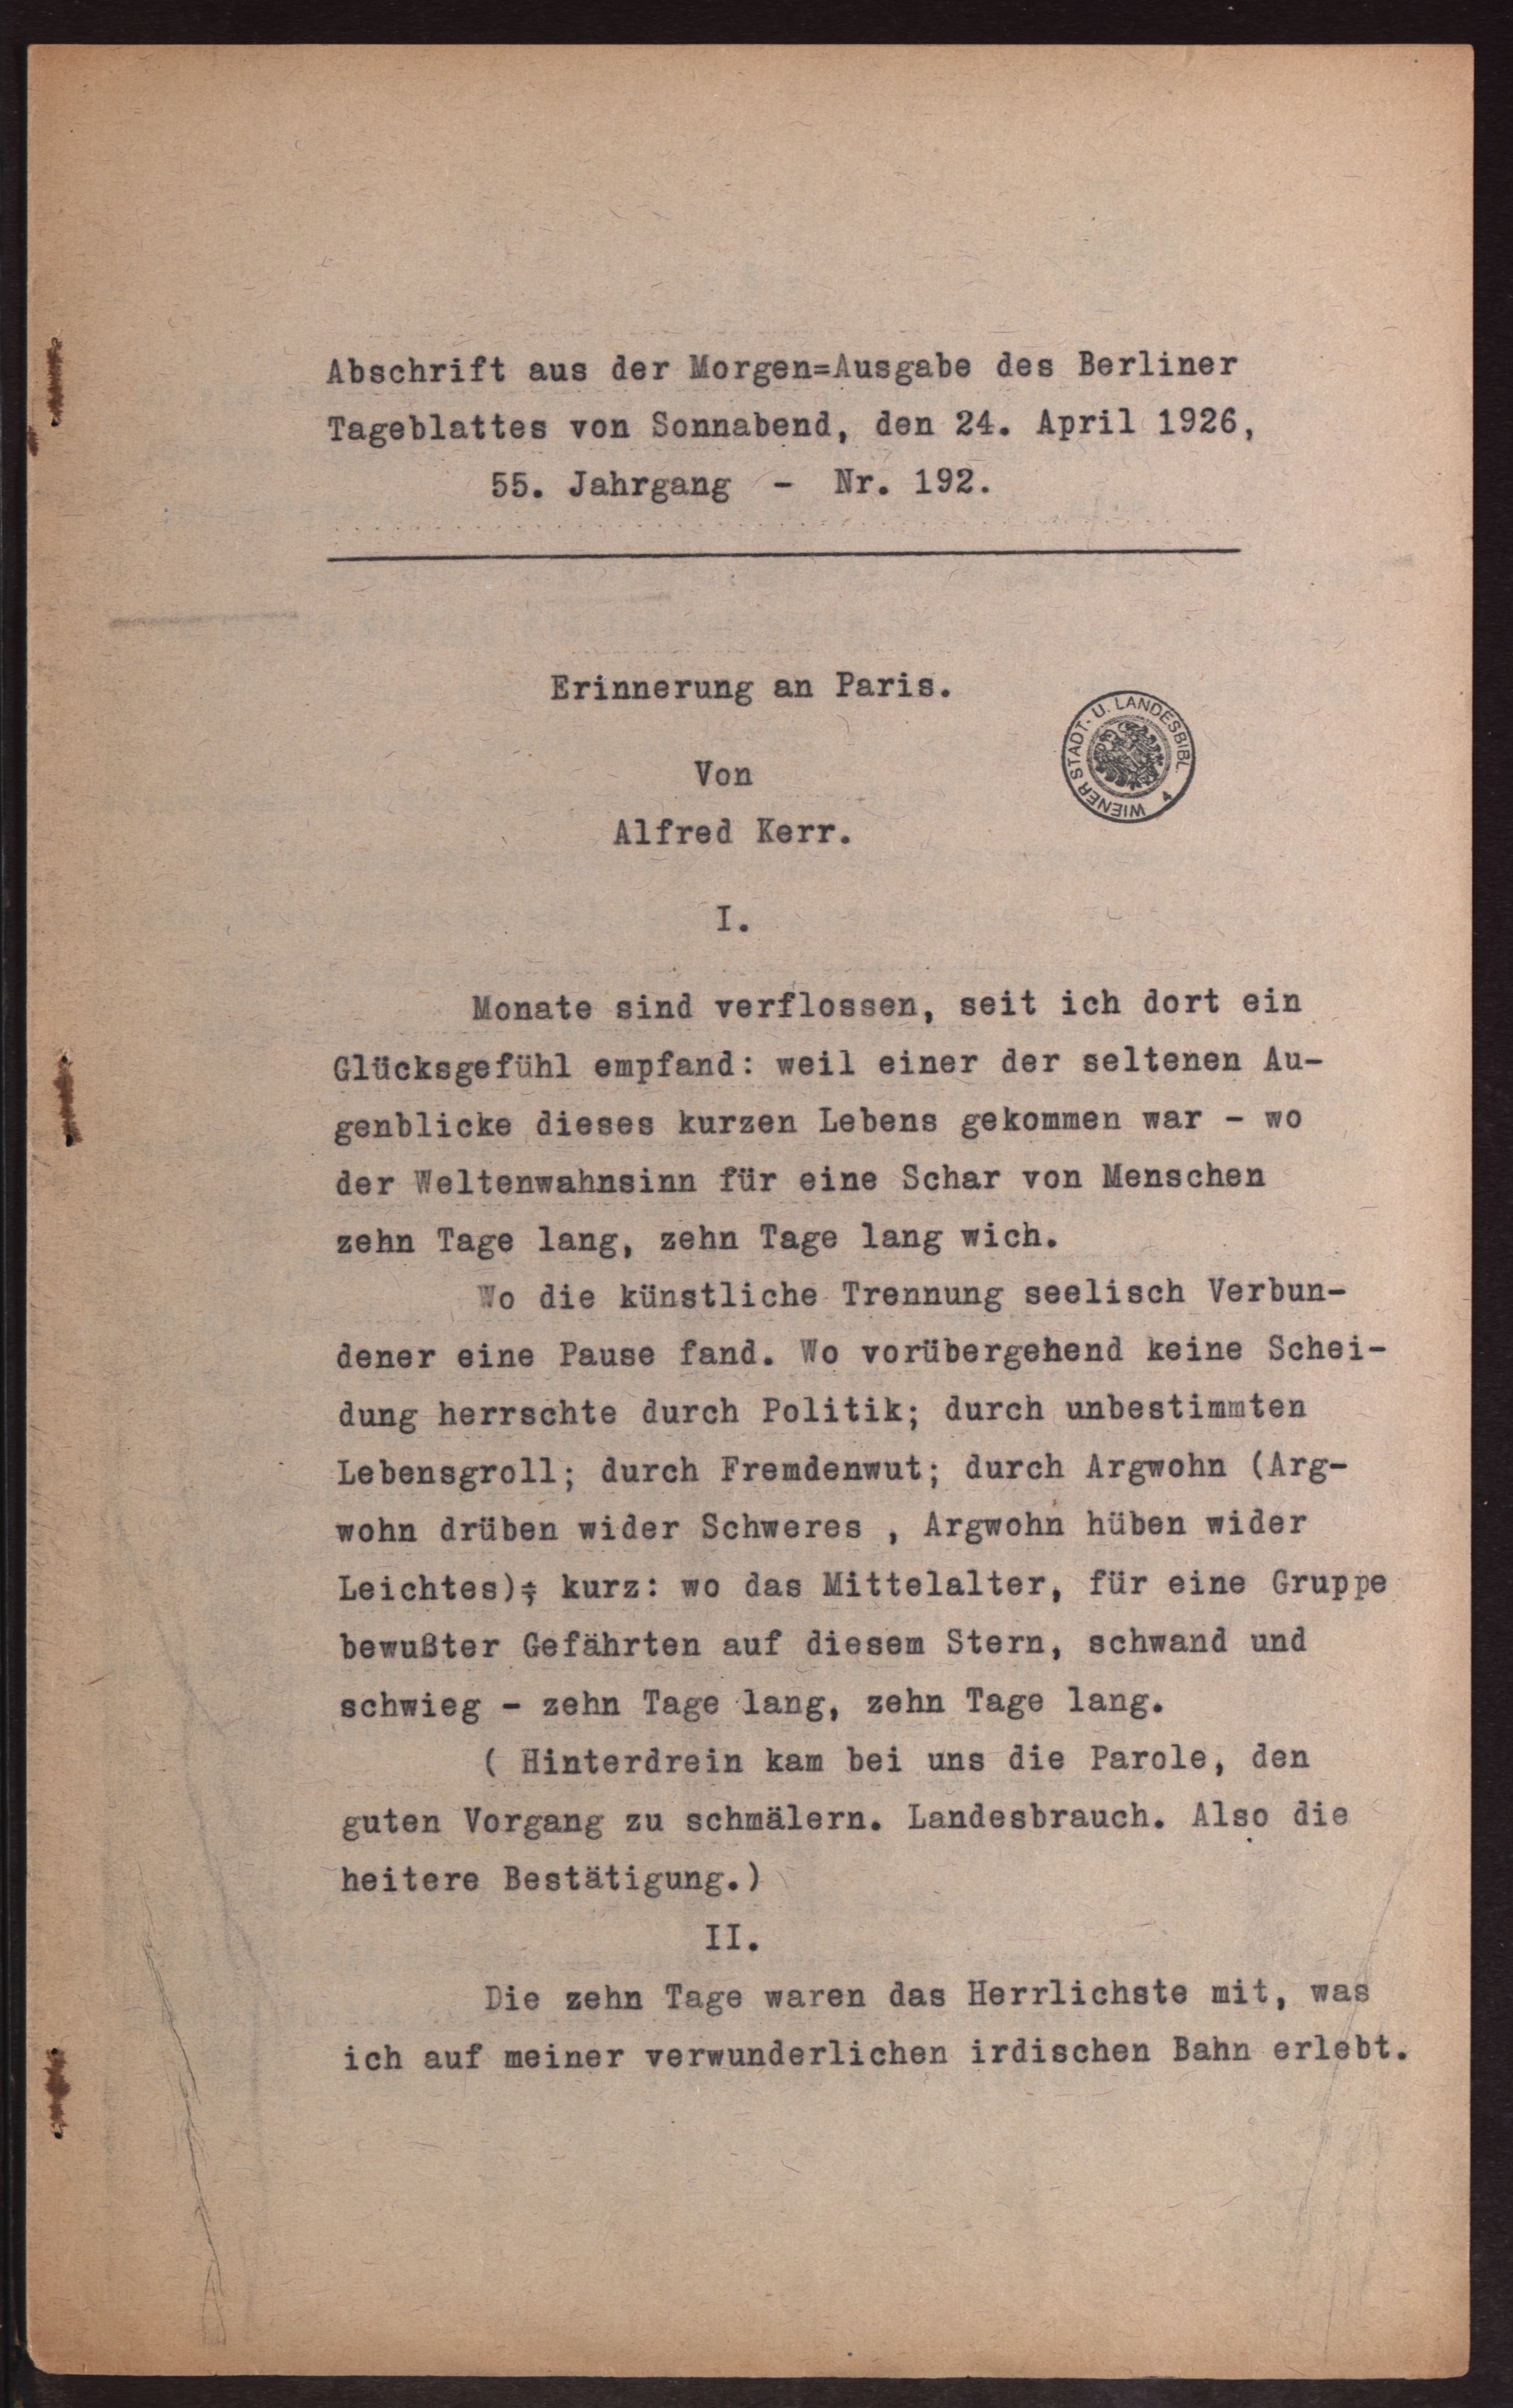 Abschrift aus der Morgen=Ausgabe des Berliner
Tageblattes von Sonnabend, den 24. April 1926,
55. Jahrgang - Nr. 192.
Erinnerung an Paris.
WIENER STADT- U. LANDESBIBL.
Von
Alfred Kerr.
I.
Monate sind verflossen, seit ich dort ein
Glücksgefühl empfand: weil einer der seltenen Au-
genblicke dieses kurzen Lebens gekommen war - wo
der Weltenwahnsinn für eine Schar von Menschen
zehn Tage lang, zehn Tage lang wich.
Wo die künstliche Trennung seelisch Verbun-
dener eine Pause fand. Wo vorübergehend keine Schei-
dung herrschte durch Politik; durch unbestimmten
Lebensgroll; durch Fremdenwut; durch Argwohn (Arg-
wohn drüben wider Schweres , Argwohn hüben wider
Leichtes); kurz: wo das Mittelalter, für eine Gruppe
bewußter Gefährten auf diesem Stern, schwand und
schwieg - zehn Tage lang, zehn Tage lang.
( Hinterdrein kam bei uns die Parole, den
guten Vorgang zu schmälern. Landesbrauch. Also die
heitere Bestätigung.)
II.
Die zehn Tage waren das Herrlichste mit, was
ich auf meiner verwunderlichen irdischen Bahn erlebt.